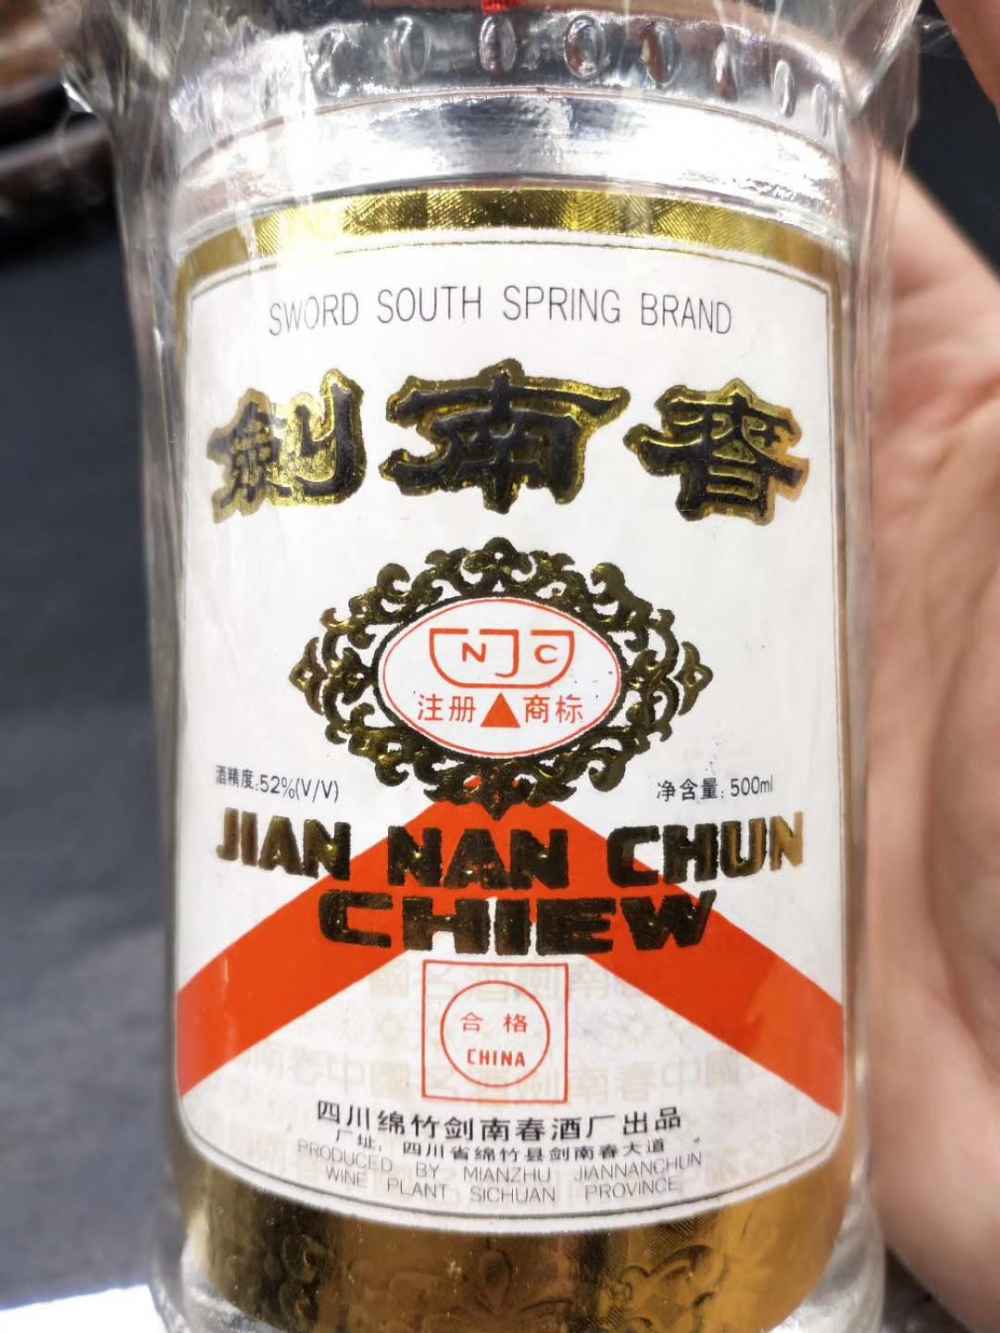 SWORD SOUTH SPRING BRAND
劍南春
NJC
注册 商标
酒精度:52%(V/V) 净含量: 500ml
JIAN NAN CHUN
CHIEW
合格
CHINA
四川绵竹剑南春酒厂出品
厂址: 四川省绵竹县剑南春大道
PRODUCED BY MIANZHU JIANNANCHUN
WINE PLANT SICHUAN PROVINCE